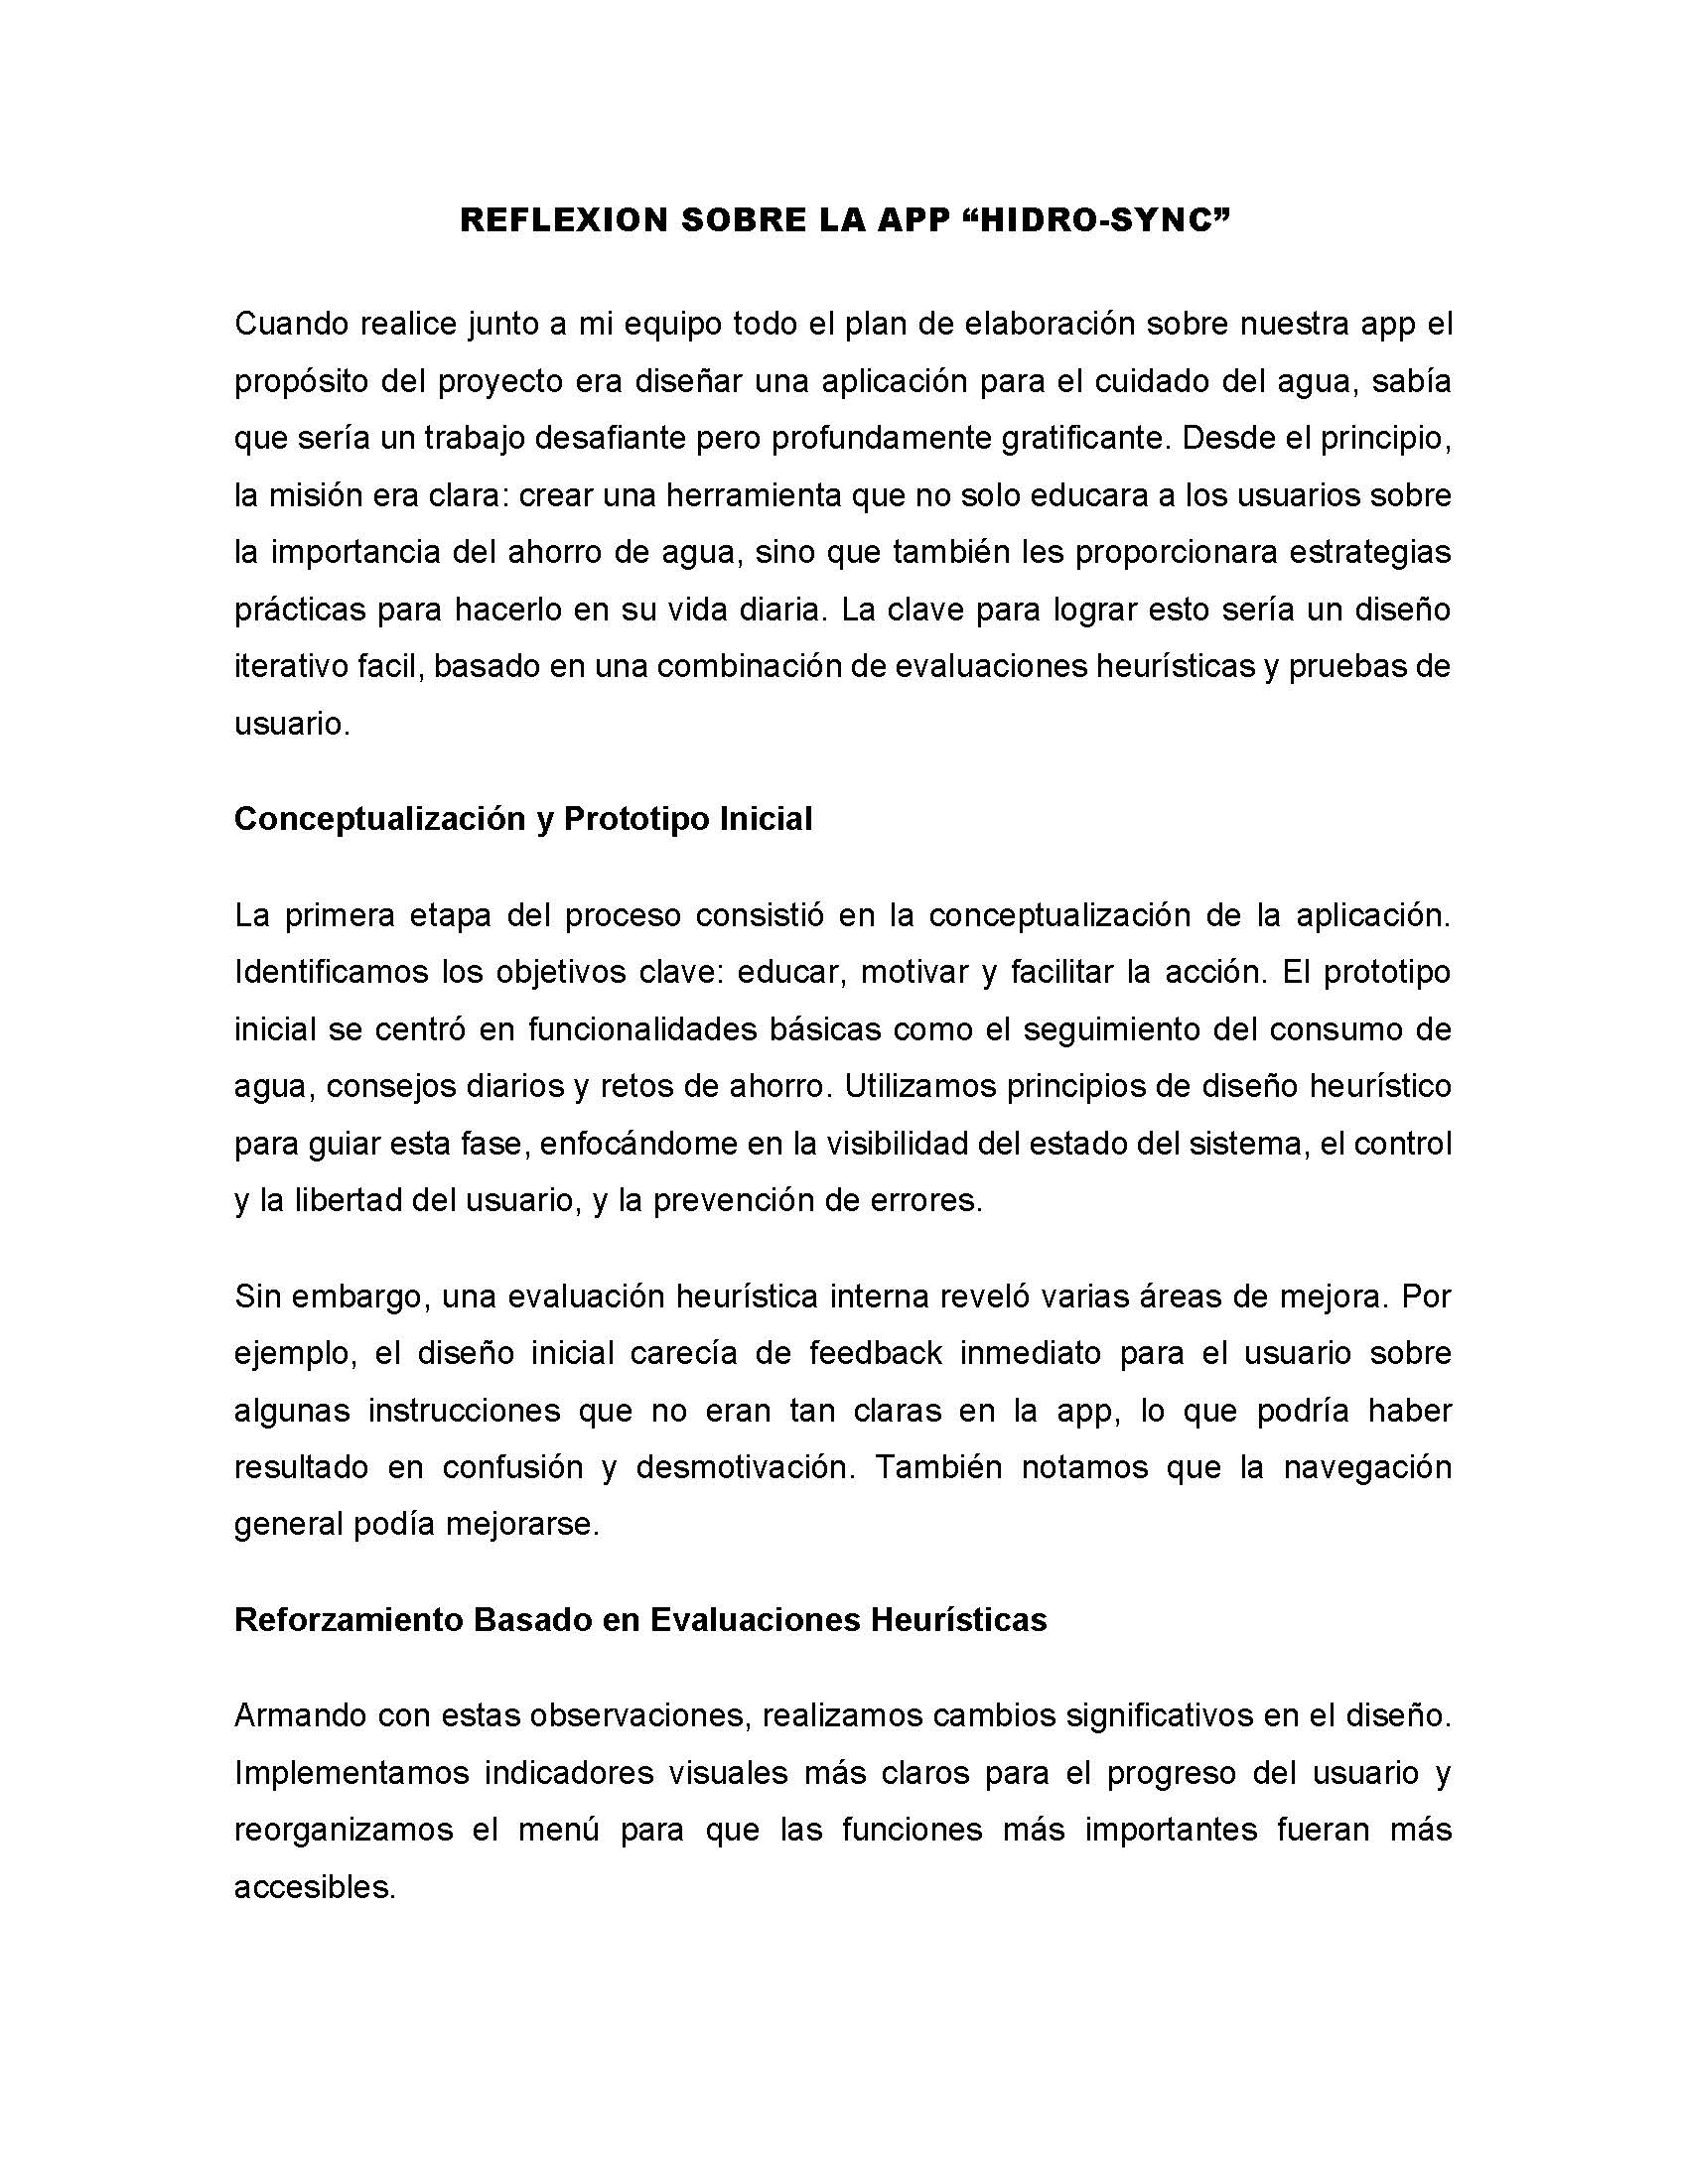 REFLEXION SOBRE LA APP “HIDRO-SYNC”
Cuando realice junto a mi equipo todo el plan de elaboración sobre nuestra app el
propósito del proyecto era diseñar una aplicación para el cuidado del agua, sabía
que sería un trabajo desafiante pero profundamente gratificante. Desde el principio,
la misión era clara: crear una herramienta que no solo educara a los usuarios sobre
la importancia del ahorro de agua, sino que también les proporcionara estrategias
prácticas para hacerlo en su vida diaria. La clave para lograr esto sería un diseño
iterativo facil, basado en una combinación de evaluaciones heurísticas y pruebas de
usuario.
Conceptualización y Prototipo Inicial
La primera etapa del proceso consistió en la conceptualización de la aplicación.
Identificamos los objetivos clave: educar, motivar y facilitar la acción. El prototipo
inicial se centró en funcionalidades básicas como el seguimiento del consumo de
agua, consejos diarios y retos de ahorro. Utilizamos principios de diseño heurístico
para guiar esta fase, enfocándome en la visibilidad del estado del sistema, el control
y la libertad del usuario, y la prevención de errores.
Sin embargo, una evaluación heurística interna reveló varias áreas de mejora. Por
ejemplo, el diseño inicial carecía de feedback inmediato para el usuario sobre
algunas instrucciones que no eran tan claras en la app, lo que podría haber
resultado en confusión y desmotivación. También notamos que la navegación
general podía mejorarse.
Reforzamiento Basado en Evaluaciones Heurísticas
Armando con estas observaciones, realizamos cambios significativos en el diseño.
Implementamos indicadores visuales más claros para el progreso del usuario y
reorganizamos el menú para que las funciones más importantes fueran más
accesibles.